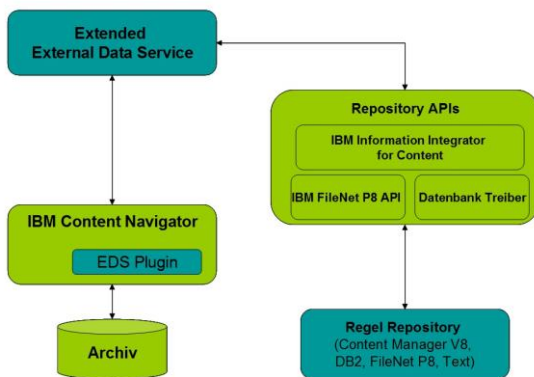 Extended
External Data Service
Repository APIs
IBM Information Integrator
for Content
IBM FileNet P8 API
Datenbank Treiber
IBM Content Navigator
EDS Plugin
Archiv
Regel Repository
(Content Manager V8,
DB2, FileNet P8, Text)